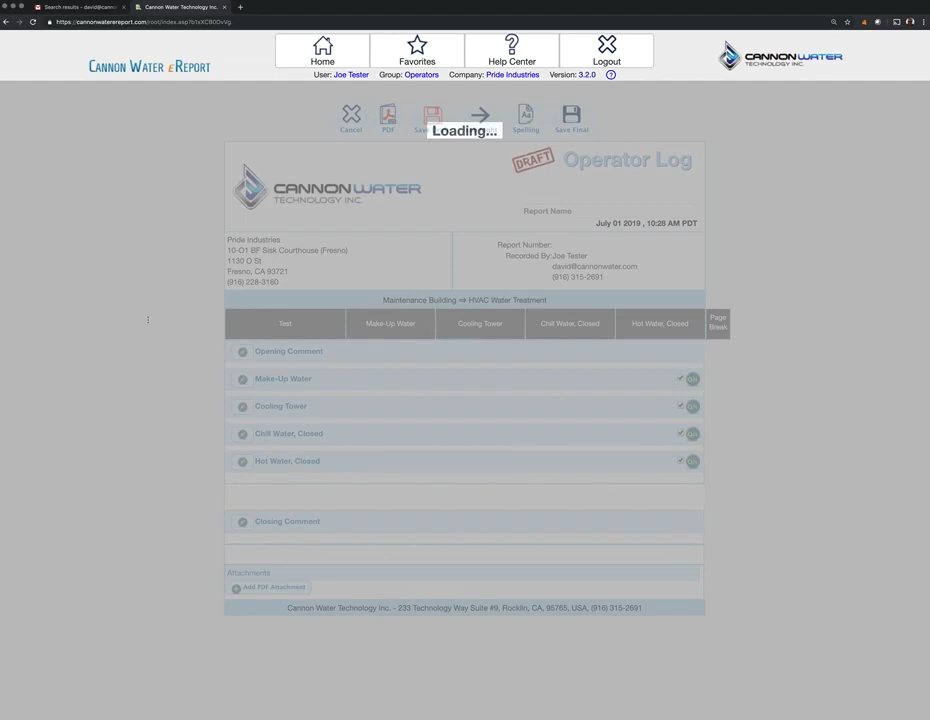 Search results - david@cann
Cannon Water Technology Inc.
https://cannonwaterereport.com/root/index.asp?
CANNON WATER eREPORT
Home
Favorites
Help Center
Logout
User: Joe Tester Group: Operators Company: Pride Industries Version: 3.2.0
CANNONWATER
TECHNOLOGY INC.
Cancel
PDF
Spelling
Save Final
Loading...
CANNONWATER
TECHNOLOGY INC.
DRAFT
Operator Log
Report Name
July 01 2019 , 10:28 AM PDT
Pride Industries
10-O1 BF Sisk Courthouse (Fresno)
1130 O St
Fresno, CA 93721
(916) 228-3180
Report Number:
Recorded By: Joe Tester
david@cannonwater.com
(916) 315-2691
Maintenance Building ⇒ HVAC Water Treatment
Test
Make-Up Water
Cooling Tower
Chill Water, Closed
Hot Water, Closed
Page
Break
Opening Comment
Make-Up Water
Cooling Tower
Chill Water, Closed
Hot Water, Closed
Closing Comment
Attachments
Add PDF Attachment
Cannon Water Technology Inc. - 233 Technology Way Suite #9, Rocklin, CA, 95765, USA, (916) 315-2691